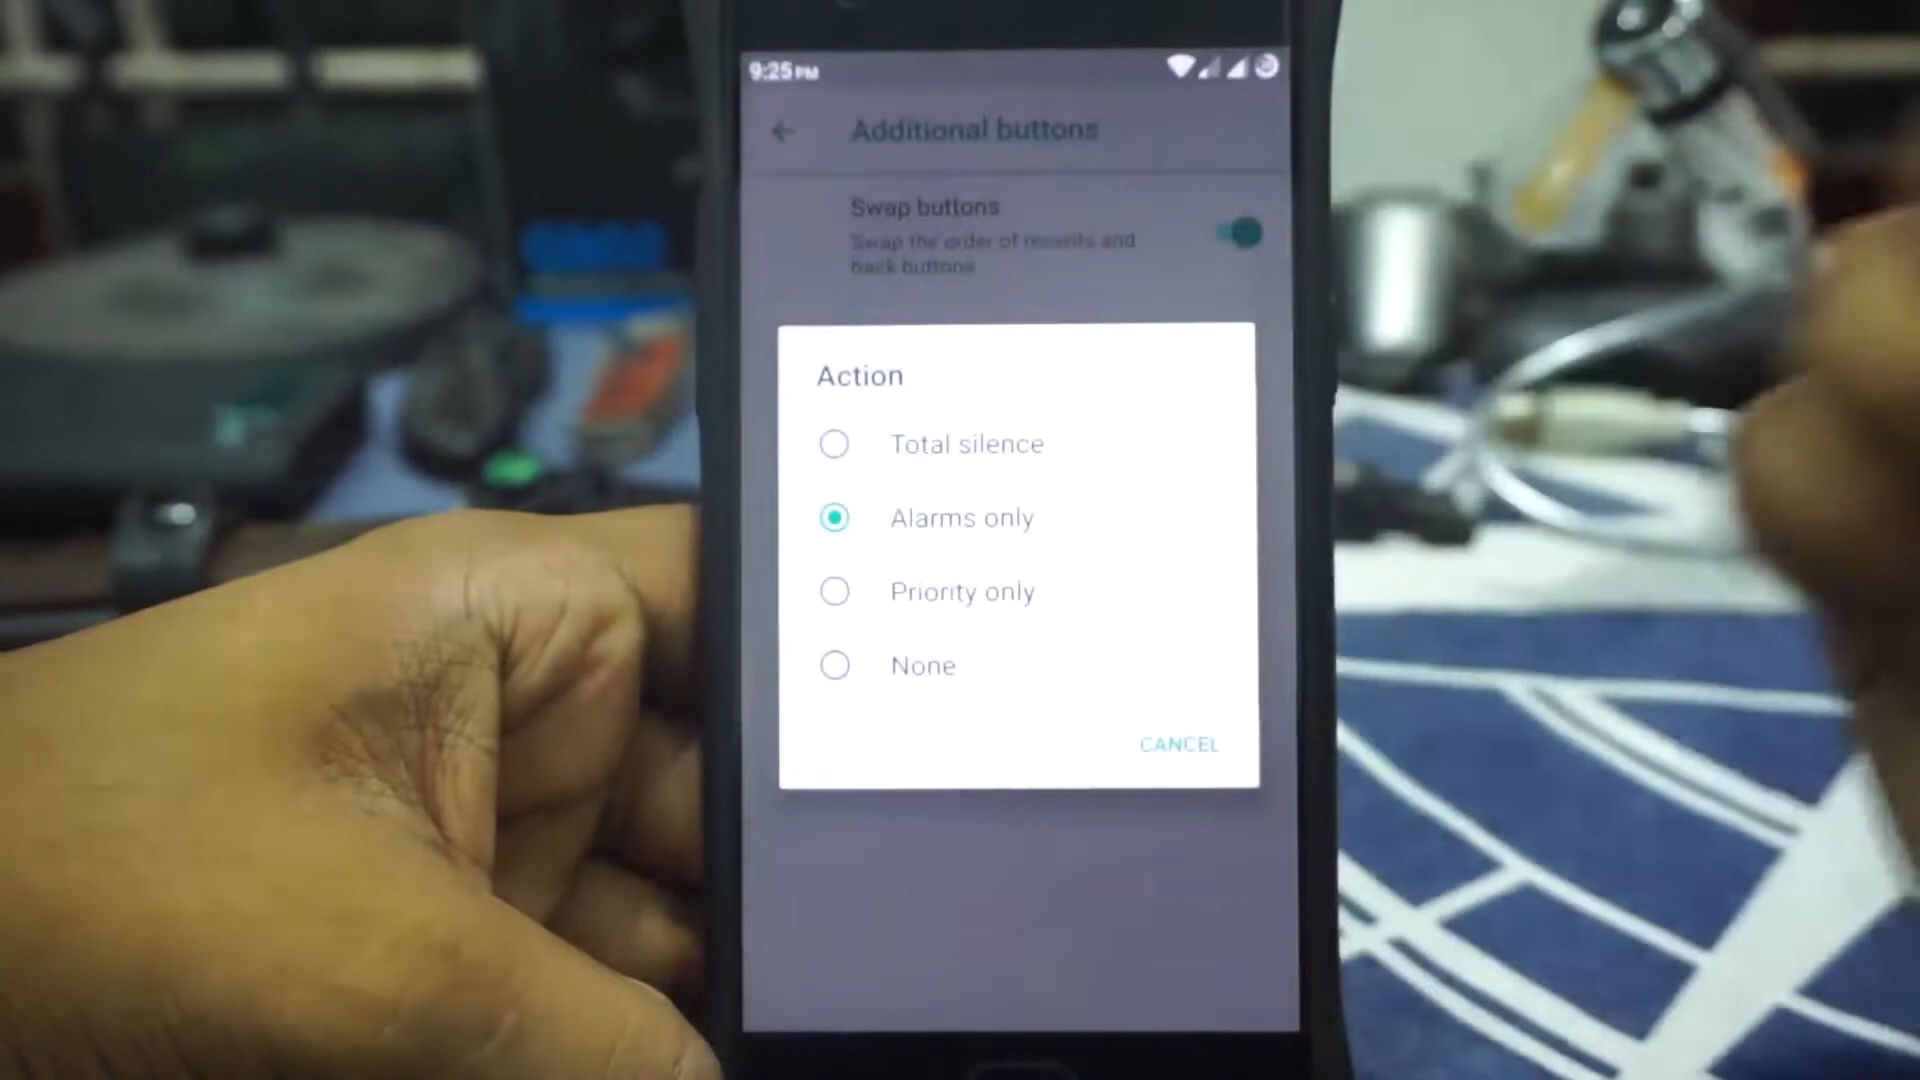 9:25 PM
Additional buttons
Swap buttons
Swap the order of recents and
back buttons
Action
Total silence
Alarms only
Priority only
None
CANCEL